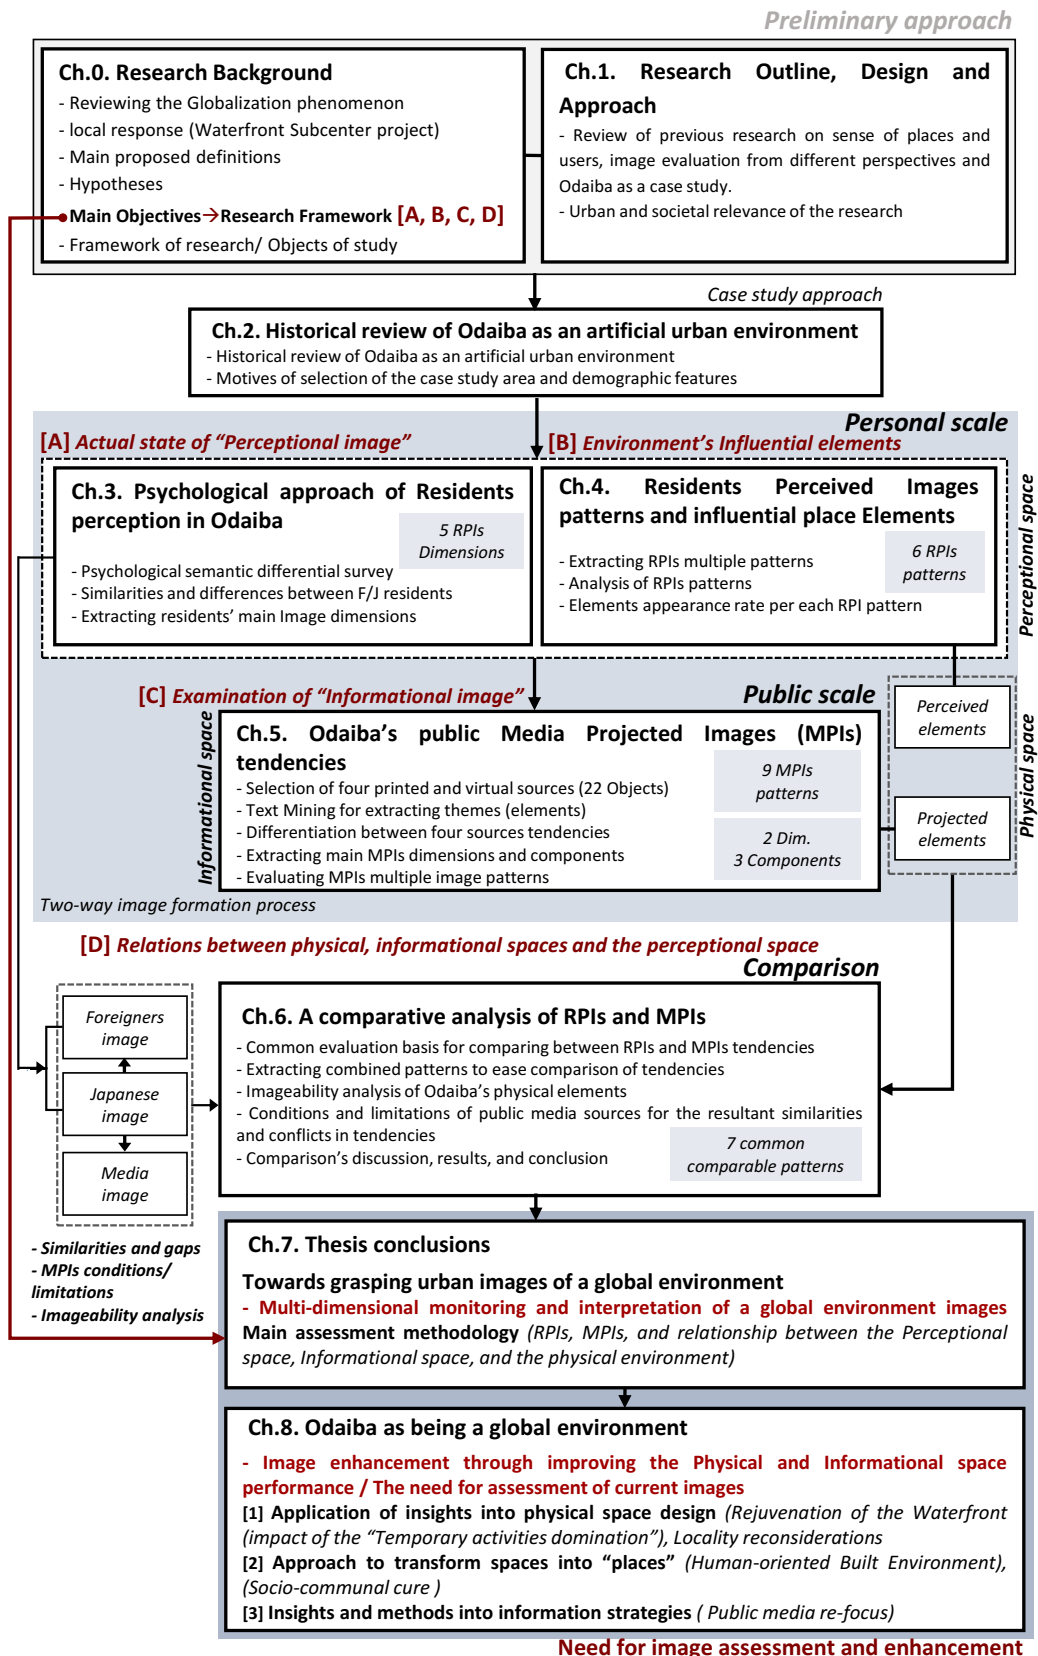 Preliminary approach
Ch.0. Research Background
- Reviewing the Globalization phenomenon
- local response (Waterfront Subcenter project)
- Main proposed definitions
- Hypotheses
Main Objectives→Research Framework [A, B, C, D]
- Framework of research/ Objects of study
Ch.1. Research Outline, Design and
Approach
- Review of previous research on sense of places and
users, image evaluation from different perspectives and
Odaiba as a case study.
- Urban and societal relevance of the research
Case study approach
Ch.2. Historical review of Odaiba as an artificial urban environment
- Historical review of Odaiba as an artificial urban environment
- Motives of selection of the case study area and demographic features
Personal scale
[A] Actual state of “Perceptional image”
[B] Environment’s Influential elements
Ch.3. Psychological approach of Residents
perception in Odaiba
5 RPIs
Dimensions
- Psychological semantic differential survey
- Similarities and differences between F/J residents
- Extracting residents’ main Image dimensions
Ch.4. Residents Perceived Images
patterns and influential place Elements
6 RPIs
patterns
- Extracting RPIs multiple patterns
- Analysis of RPIs patterns
- Elements appearance rate per each RPI pattern
Perceptional space
[C] Examination of “Informational image”
Public scale
Informational space
Ch.5. Odaiba’s public Media Projected Images (MPIs)
tendencies
- Selection of four printed and virtual sources (22 Objects)
- Text Mining for extracting themes (elements)
- Differentiation between four sources tendencies
- Extracting main MPIs dimensions and components
- Evaluating MPIs multiple image patterns
9 MPIs
patterns
2 Dim.
3 Components
Perceived
elements
Projected
elements
Physical space
Two-way image formation process
[D] Relations between physical, informational spaces and the perceptional space
Comparison
Foreigners
image
Japanese
image
Media
image
Ch.6. A comparative analysis of RPIs and MPIs
- Common evaluation basis for comparing between RPIs and MPIs tendencies
- Extracting combined patterns to ease comparison of tendencies
- Imageability analysis of Odaiba’s physical elements
- Conditions and limitations of public media sources for the resultant similarities
and conflicts in tendencies
- Comparison’s discussion, results, and conclusion
7 common
comparable patterns
- Similarities and gaps
- MPIs conditions/
limitations
- Imageability analysis
Ch.7. Thesis conclusions
Towards grasping urban images of a global environment
- Multi-dimensional monitoring and interpretation of a global environment images
Main assessment methodology (RPIs, MPIs, and relationship between the Perceptional
space, Informational space, and the physical environment)
Ch.8. Odaiba as being a global environment
- Image enhancement through improving the Physical and Informational space
performance / The need for assessment of current images
[1] Application of insights into physical space design (Rejuvenation of the Waterfront
(impact of the “Temporary activities domination”), Locality reconsiderations
[2] Approach to transform spaces into “places” (Human-oriented Built Environment),
(Socio-communal cure )
[3] Insights and methods into information strategies ( Public media re-focus)
Need for image assessment and enhancement